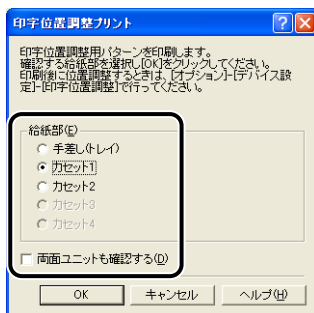 印字位置調整プリント
印字位置調整用パターンを印刷します。
確認する給紙部を選択し[OK]をクリックしてください。
印刷後に位置調整するときは、[オプション]-[デバイス設
定]-[印字位置調整]で行ってください。
給紙部(E)
手差し(トレイ)
カセット1
カセット2
カセット3
カセット4
両面ユニットも確認する(D)
OK キャンセル ヘルプ(H)